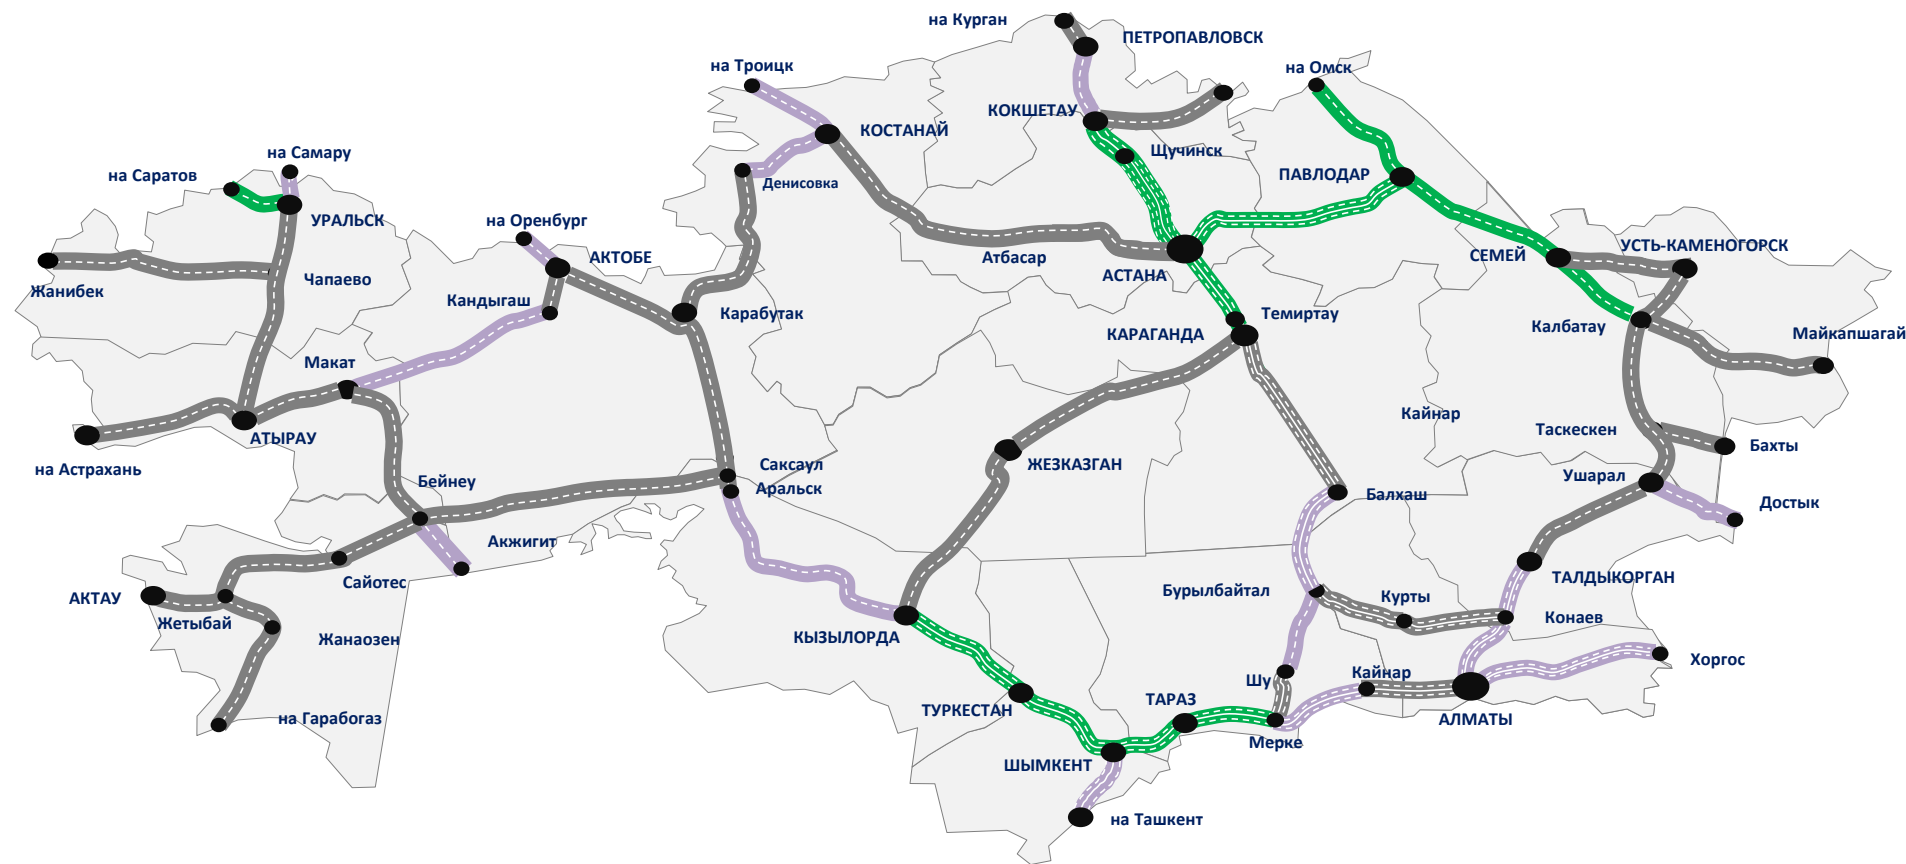 на Курган
ПЕТРОПАВЛОВСК
на Троицк
на Омск
КОКШЕТАУ
КОСТАНАЙ
Щучинск
на Самару
на Саратов
Денисовка
ПАВЛОДАР
УРАЛЬСК
на Оренбург
АКТОБЕ
Атбасар
АСТАНА
СЕМЕЙ
УСТЬ-КАМЕНОГОРСК
Жанибек
Чапаево
Кандыгаш
Карабутак
Темиртау
КАРАГАНДА
Калбатау
Майкапшагай
Макат
Кайнар
Таскескен
Бахты
АТЫРАУ
на Астрахань
Саксаул
Аральск
ЖЕЗКАЗГАН
Бейнеу
Балхаш
Ушарал
Достык
Акжигит
Сайотес
АКТАУ
Жетыбай
Жанаозен
Бурылбайтал
Курты
ТАЛДЫКОРГАН
Конаев
КЫЗЫЛОРДА
Хоргос
Шу
Кайнар
на Гарабогаз
ТУРКЕСТАН
ТАРАЗ
АЛМАТЫ
Мерке
ШЫМКЕНТ
на Ташкент